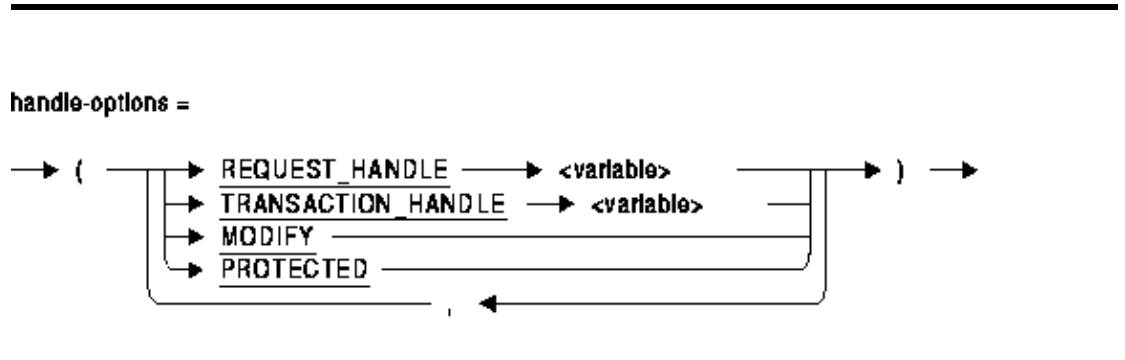 handle-options =
( REQUEST_HANDLE <variable> )
TRANSACTION_HANDLE <variable>
MODIFY
PROTECTED
,